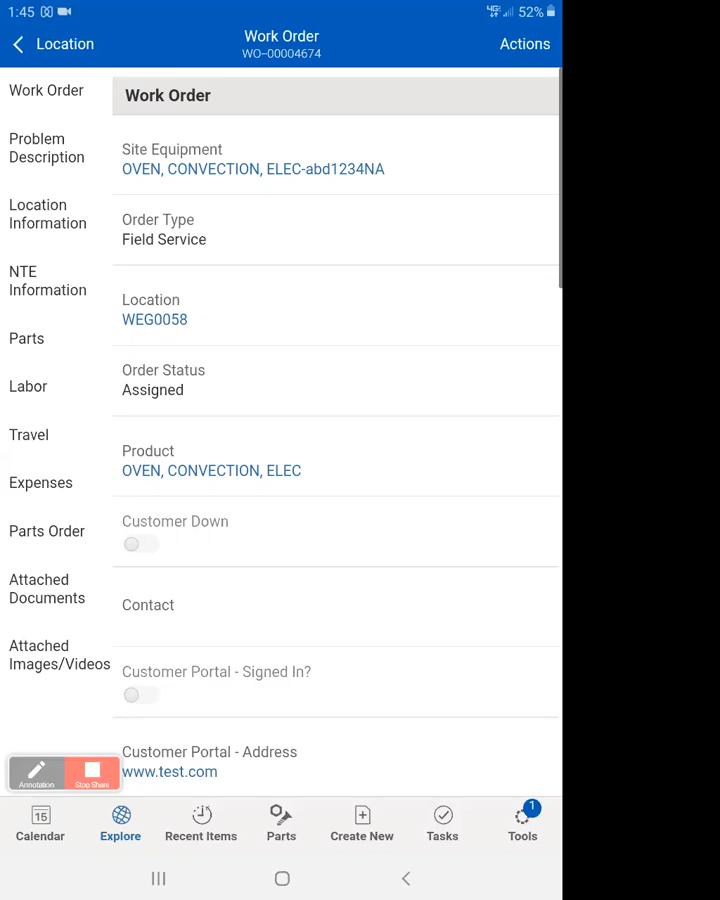 1:45
52%
Location
Work Order
WO-00004674
Actions
Work Order
Problem
Description
Location
Information
NTE
Information
Parts
Labor
Travel
Expenses
Parts Order
Attached
Documents
Attached
Images/Videos
Work Order
Site Equipment
OVEN, CONVECTION, ELEC-abd1234NA
Order Type
Field Service
Location
WEG0058
Order Status
Assigned
Product
OVEN, CONVECTION, ELEC
Customer Down
Contact
Customer Portal - Signed In?
Customer Portal - Address
www.test.com
Annotation
Stop Share
15
Calendar
Explore
Recent Items
Parts
Create New
Tasks
1
Tools